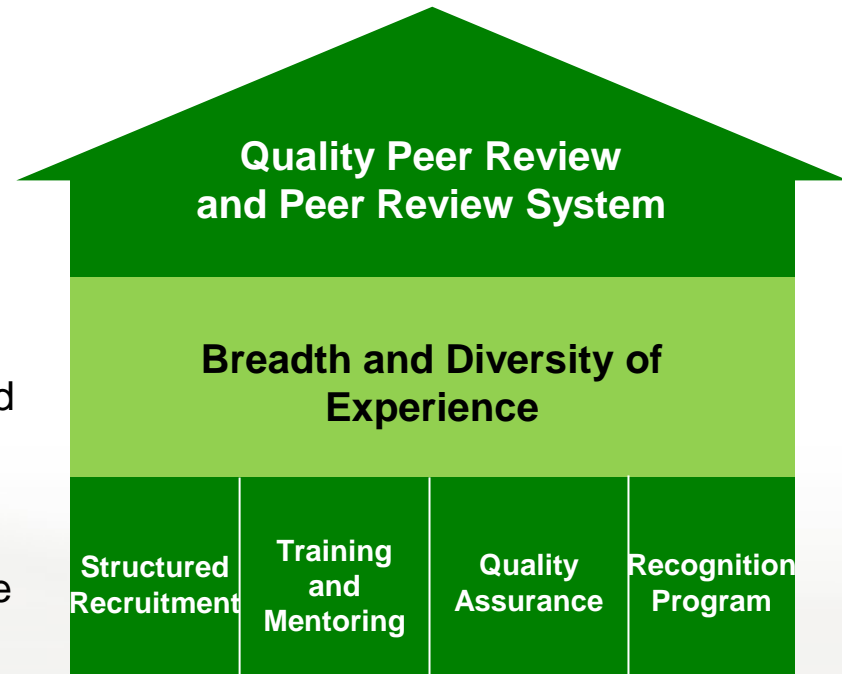 Quality Peer Review
and Peer Review System
Breadth and Diversity of
Experience
Structured
Recruitment
Training
and
Mentoring
Quality
Assurance
Recognition
Program